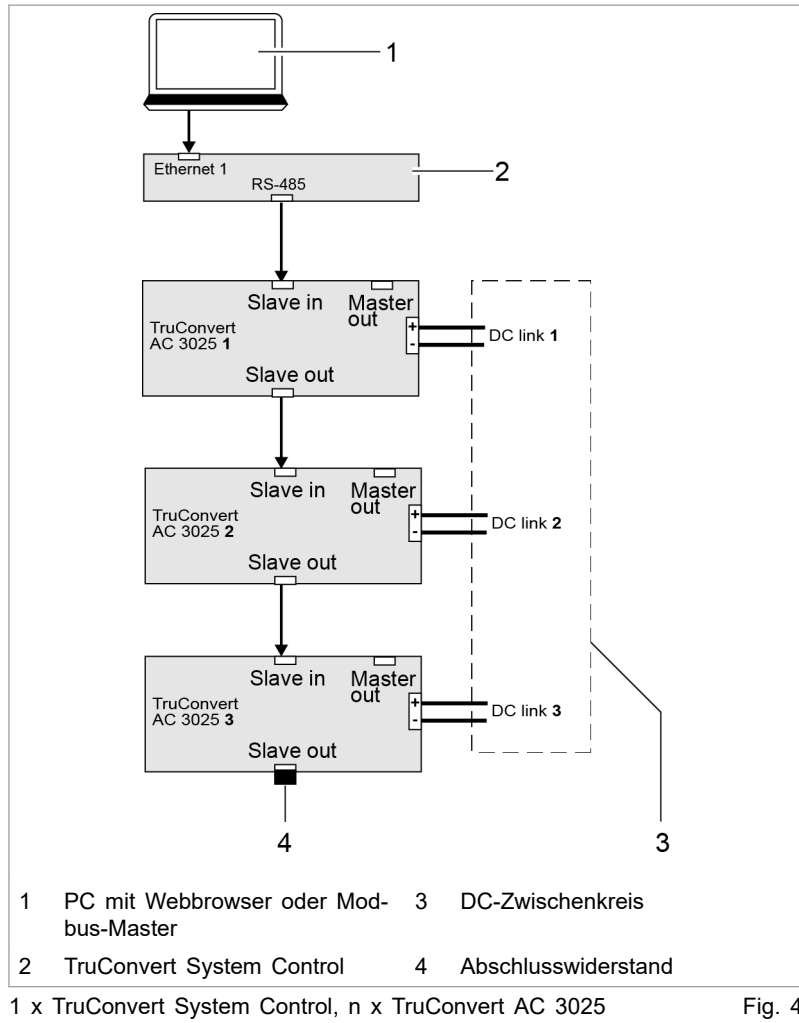 1
Ethernet 1
2
RS-485
Slave in
Master
out
TruConvert
AC 3025 1
+
-
DC link 1
Slave out
Slave in
Master
out
TruConvert
AC 3025 2
+
-
DC link 2
Slave out
Slave in
Master
out
TruConvert
AC 3025 3
+
-
DC link 3
Slave out
4
3
1 PC mit Webbrowser oder Mod-
bus-Master
3 DC-Zwischenkreis
2 TruConvert System Control
4 Abschlusswiderstand
1 x TruConvert System Control, n x TruConvert AC 3025
Fig. 4